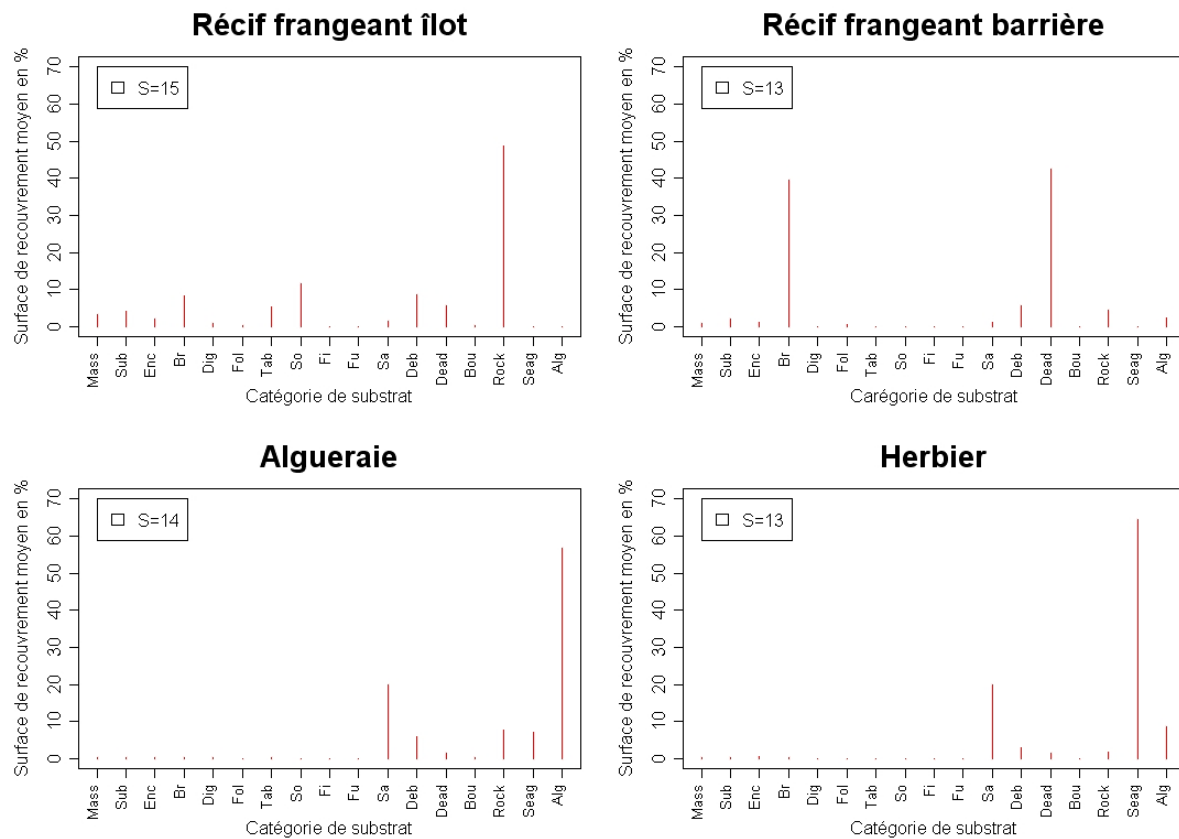 Récif frangeant îlot
Surface de recouvrement moyen en %
70
60
50
40
30
20
10
0
S=15
Mass Sub Enc Br Dig Fol Tab So Fi Fu Sa Deb Dead Bou Rock Seag Alg
Catégorie de substrat
Récif frangeant barrière
Surface de recouvrement moyen en %
70
60
50
40
30
20
10
0
S=13
Mass Sub Enc Br Dig Fol Tab So Fi Fu Sa Deb Dead Bou Rock Seag Alg
Carégorie de substrat
Algueraie
Surface de recouvrement moyen en %
70
60
50
40
30
20
10
0
S=14
Mass Sub Enc Br Dig Fol Tab So Fi Fu Sa Deb Dead Bou Rock Seag Alg
Catégorie de substrat
Herbier
Surface de recouvrement moyen en %
70
60
50
40
30
20
10
0
S=13
Mass Sub Enc Br Dig Fol Tab So Fi Fu Sa Deb Dead Bou Rock Seag Alg
Catégorie de substrat